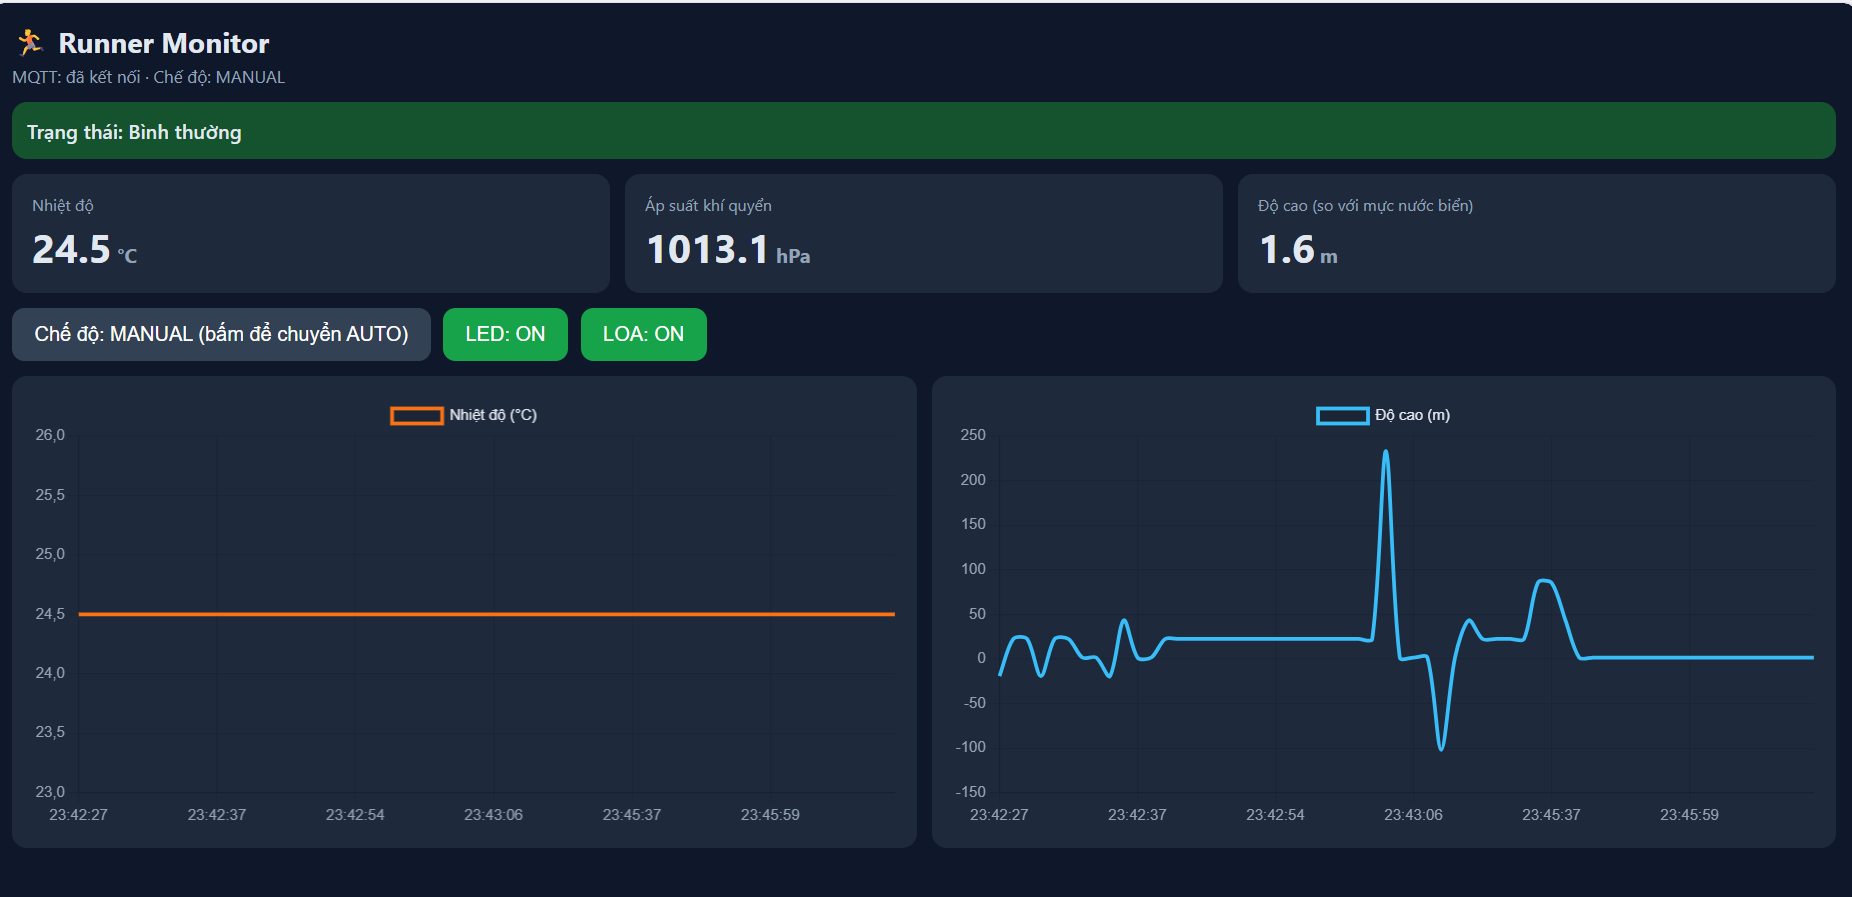 Runner Monitor
MQTT: đã kết nối · Chế độ: MANUAL
Trạng thái: Bình thường
Nhiệt độ
24.5 °C
Áp suất khí quyển
1013.1 hPa
Độ cao (so với mực nước biển)
1.6 m
Chế độ: MANUAL (bấm để chuyển AUTO)
LED: ON
LOA: ON
Nhiệt độ (°C)
26,0
25,5
25,0
24,5
24,0
23,5
23,0
23:42:27
23:42:37
23:42:54
23:43:06
23:45:37
23:45:59
Độ cao (m)
250
200
150
100
50
0
-50
-100
-150
23:42:27
23:42:37
23:42:54
23:43:06
23:45:37
23:45:59